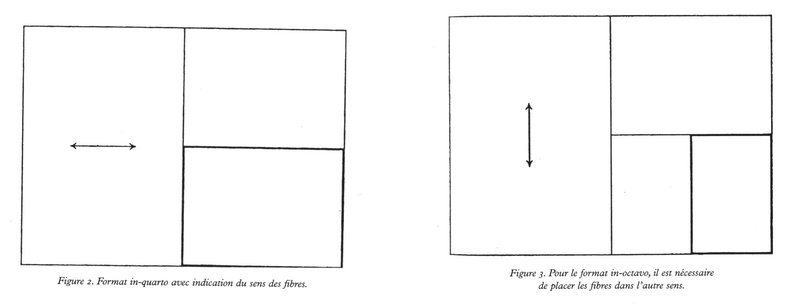 Figure 2. Format in-quarto avec indication du sens des fibres.
Figure 3. Pour le format in-octavo, il est nécessaire
de placer les fibres dans l'autre sens.